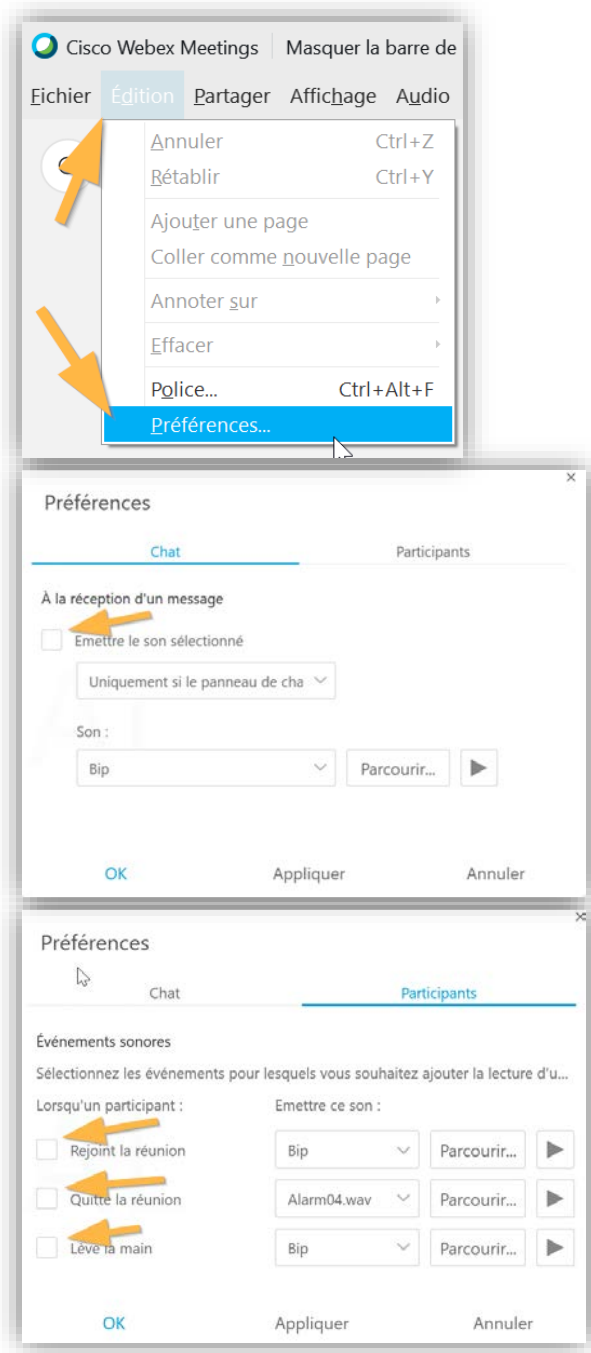 Cisco Webex Meetings Masquer la barre de
Fichier Édition Partager Affichage Audio
Annuler Ctrl+Z
Rétablir Ctrl+Y
Ajouter une page
Coller comme nouvelle page
Annoter sur
Effacer
Police... Ctrl+Alt+F
Préférences...
Préférences
Chat Participants
À la réception d'un message
Emettre le son sélectionné
Uniquement si le panneau de cha
Son :
Bip Parcourir...
OK Appliquer Annuler
Préférences
Chat Participants
Événements sonores
Sélectionnez les événements pour lesquels vous souhaitez ajouter la lecture d'u...
Lorsqu'un participant : Emettre ce son :
Rejoint la réunion Bip Parcourir...
Quitte la réunion Alarm04.wav Parcourir...
Lève la main Bip Parcourir...
OK Appliquer Annuler